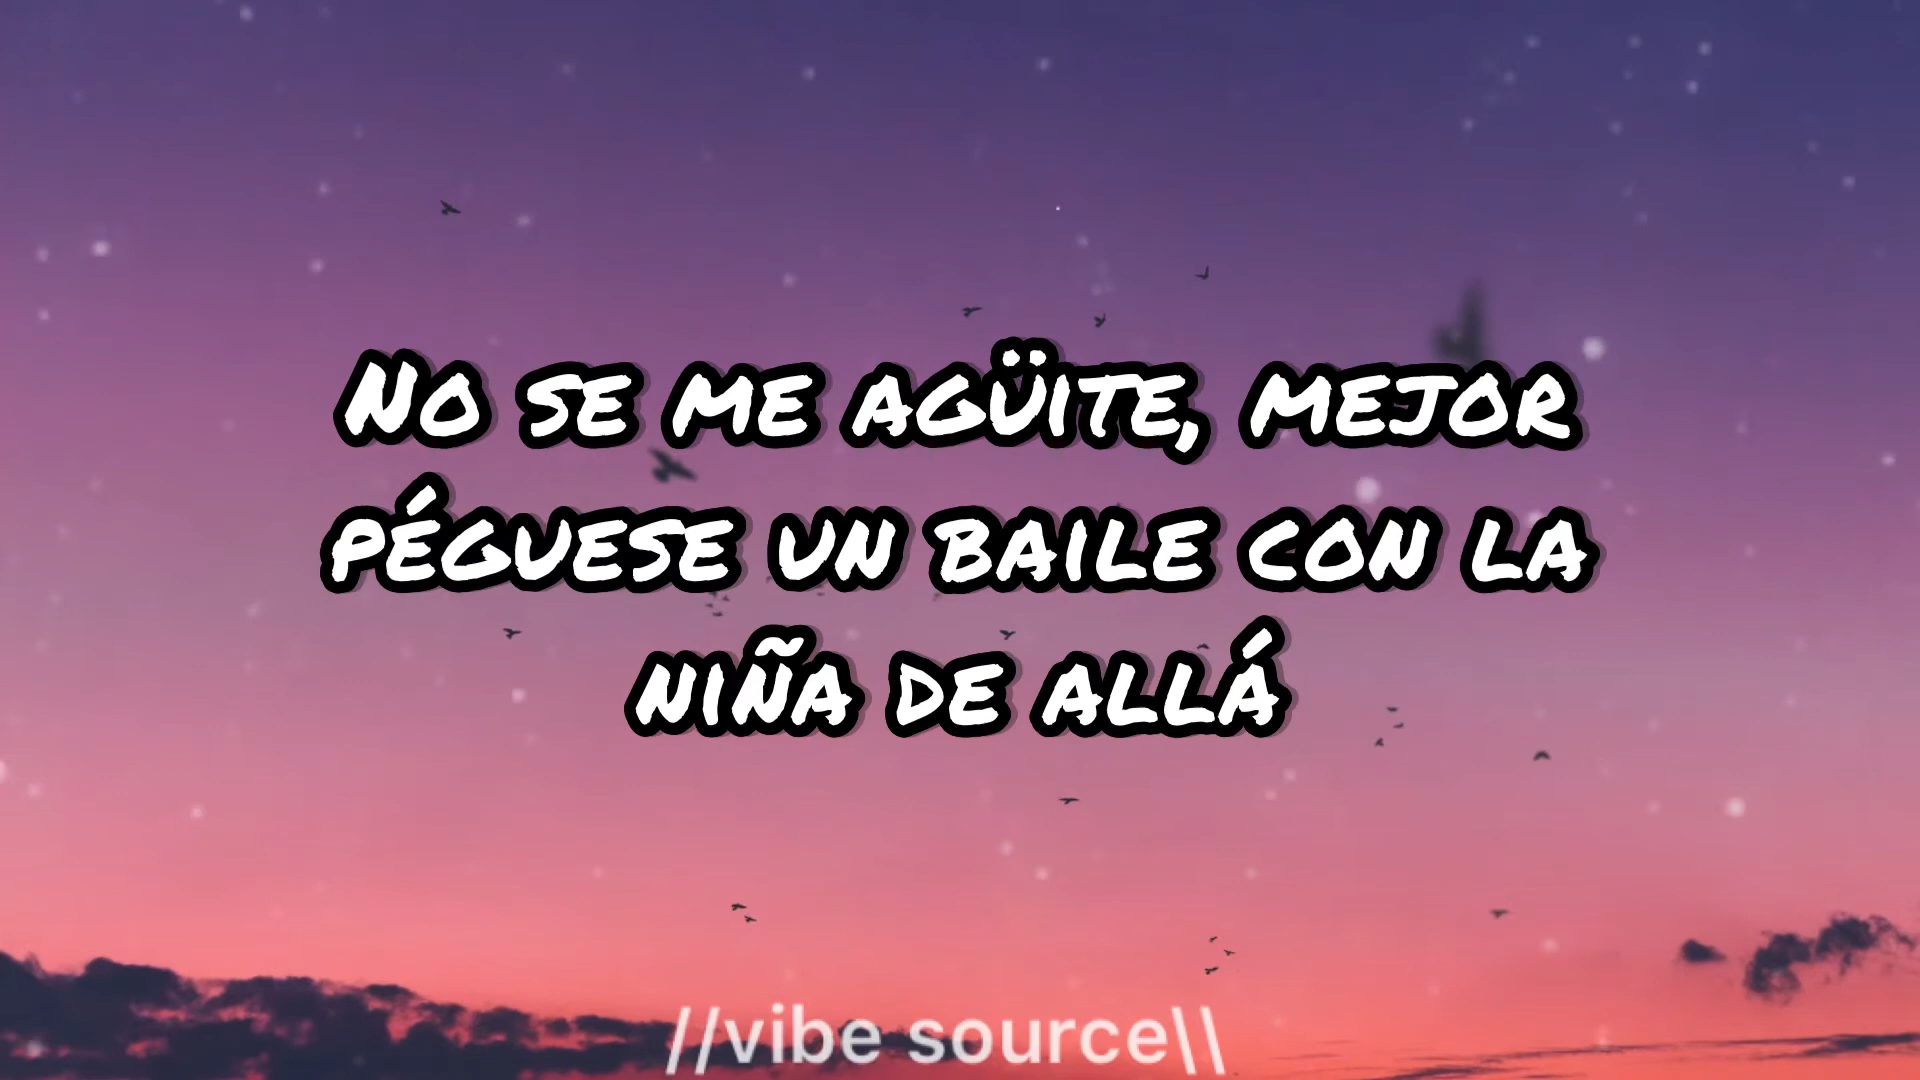 No se me agüite, mejor
péguese un baile con la
niña de allá
//vibe source\\